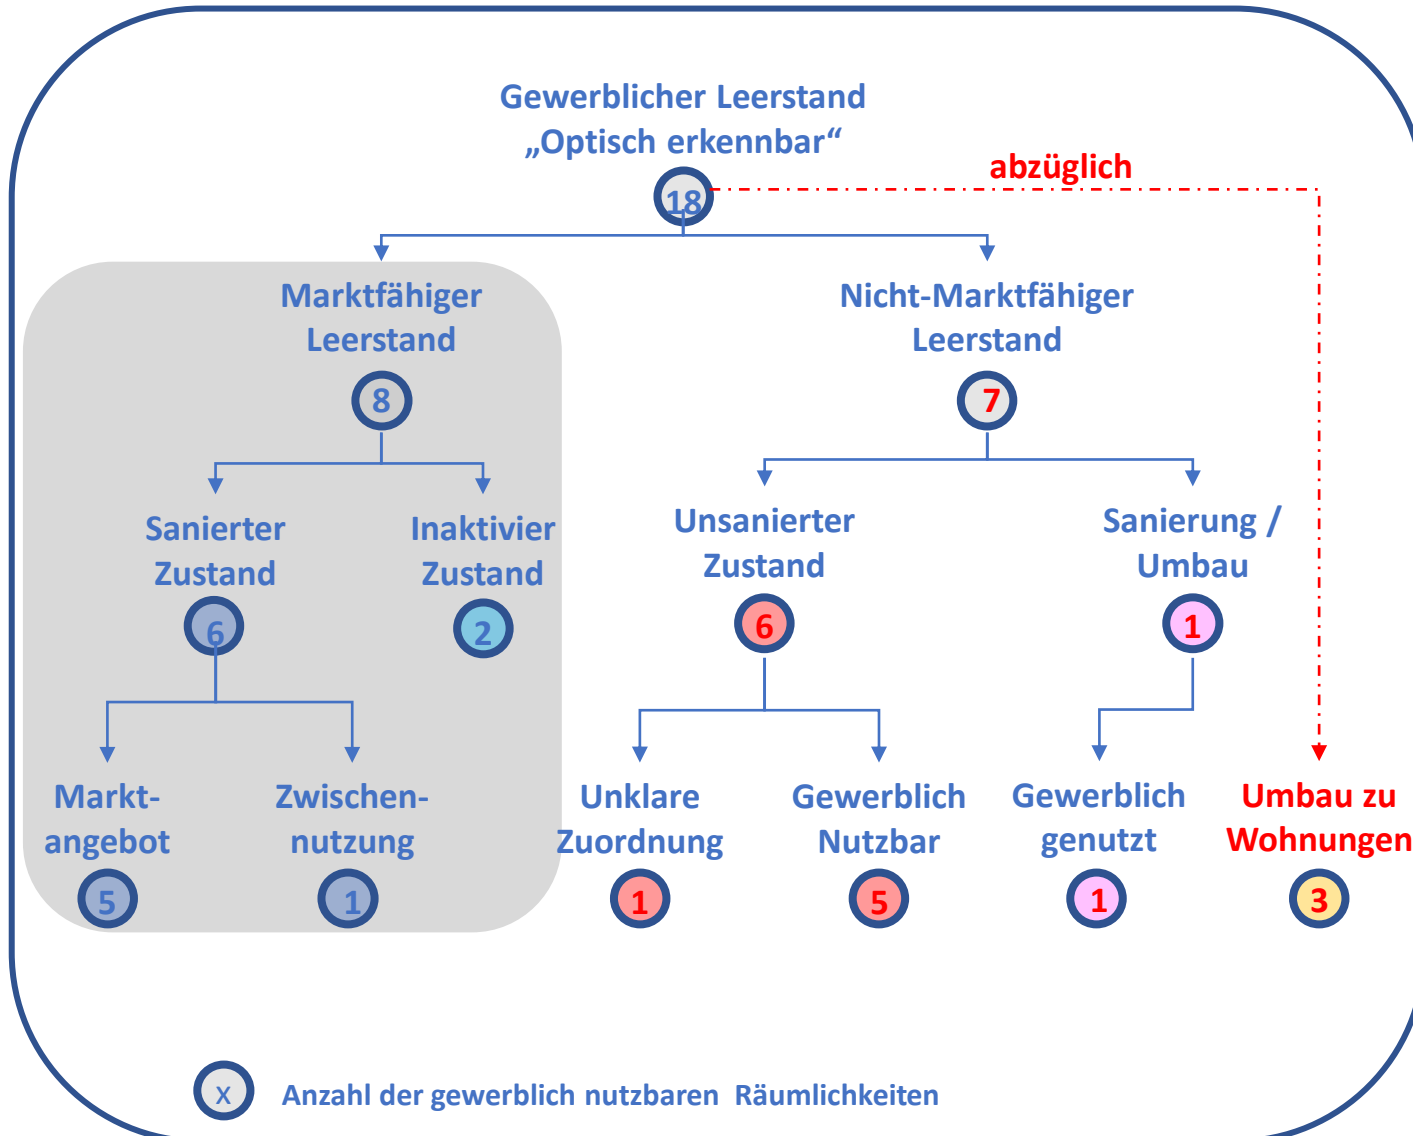 Gewerblicher Leerstand
„Optisch erkennbar“
18
abzüglich
Marktfähiger
Leerstand
8
Nicht-Marktfähiger
Leerstand
7
Sanierter
Zustand
6
Inaktivier
Zustand
2
Unsanierter
Zustand
6
Sanierung /
Umbau
1
Markt-
angebot
5
Zwischen-
nutzung
1
Unklare
Zuordnung
1
Gewerblich
Nutzbar
5
Gewerblich
genutzt
1
Umbau zu
Wohnungen
3
x Anzahl der gewerblich nutzbaren Räumlichkeiten